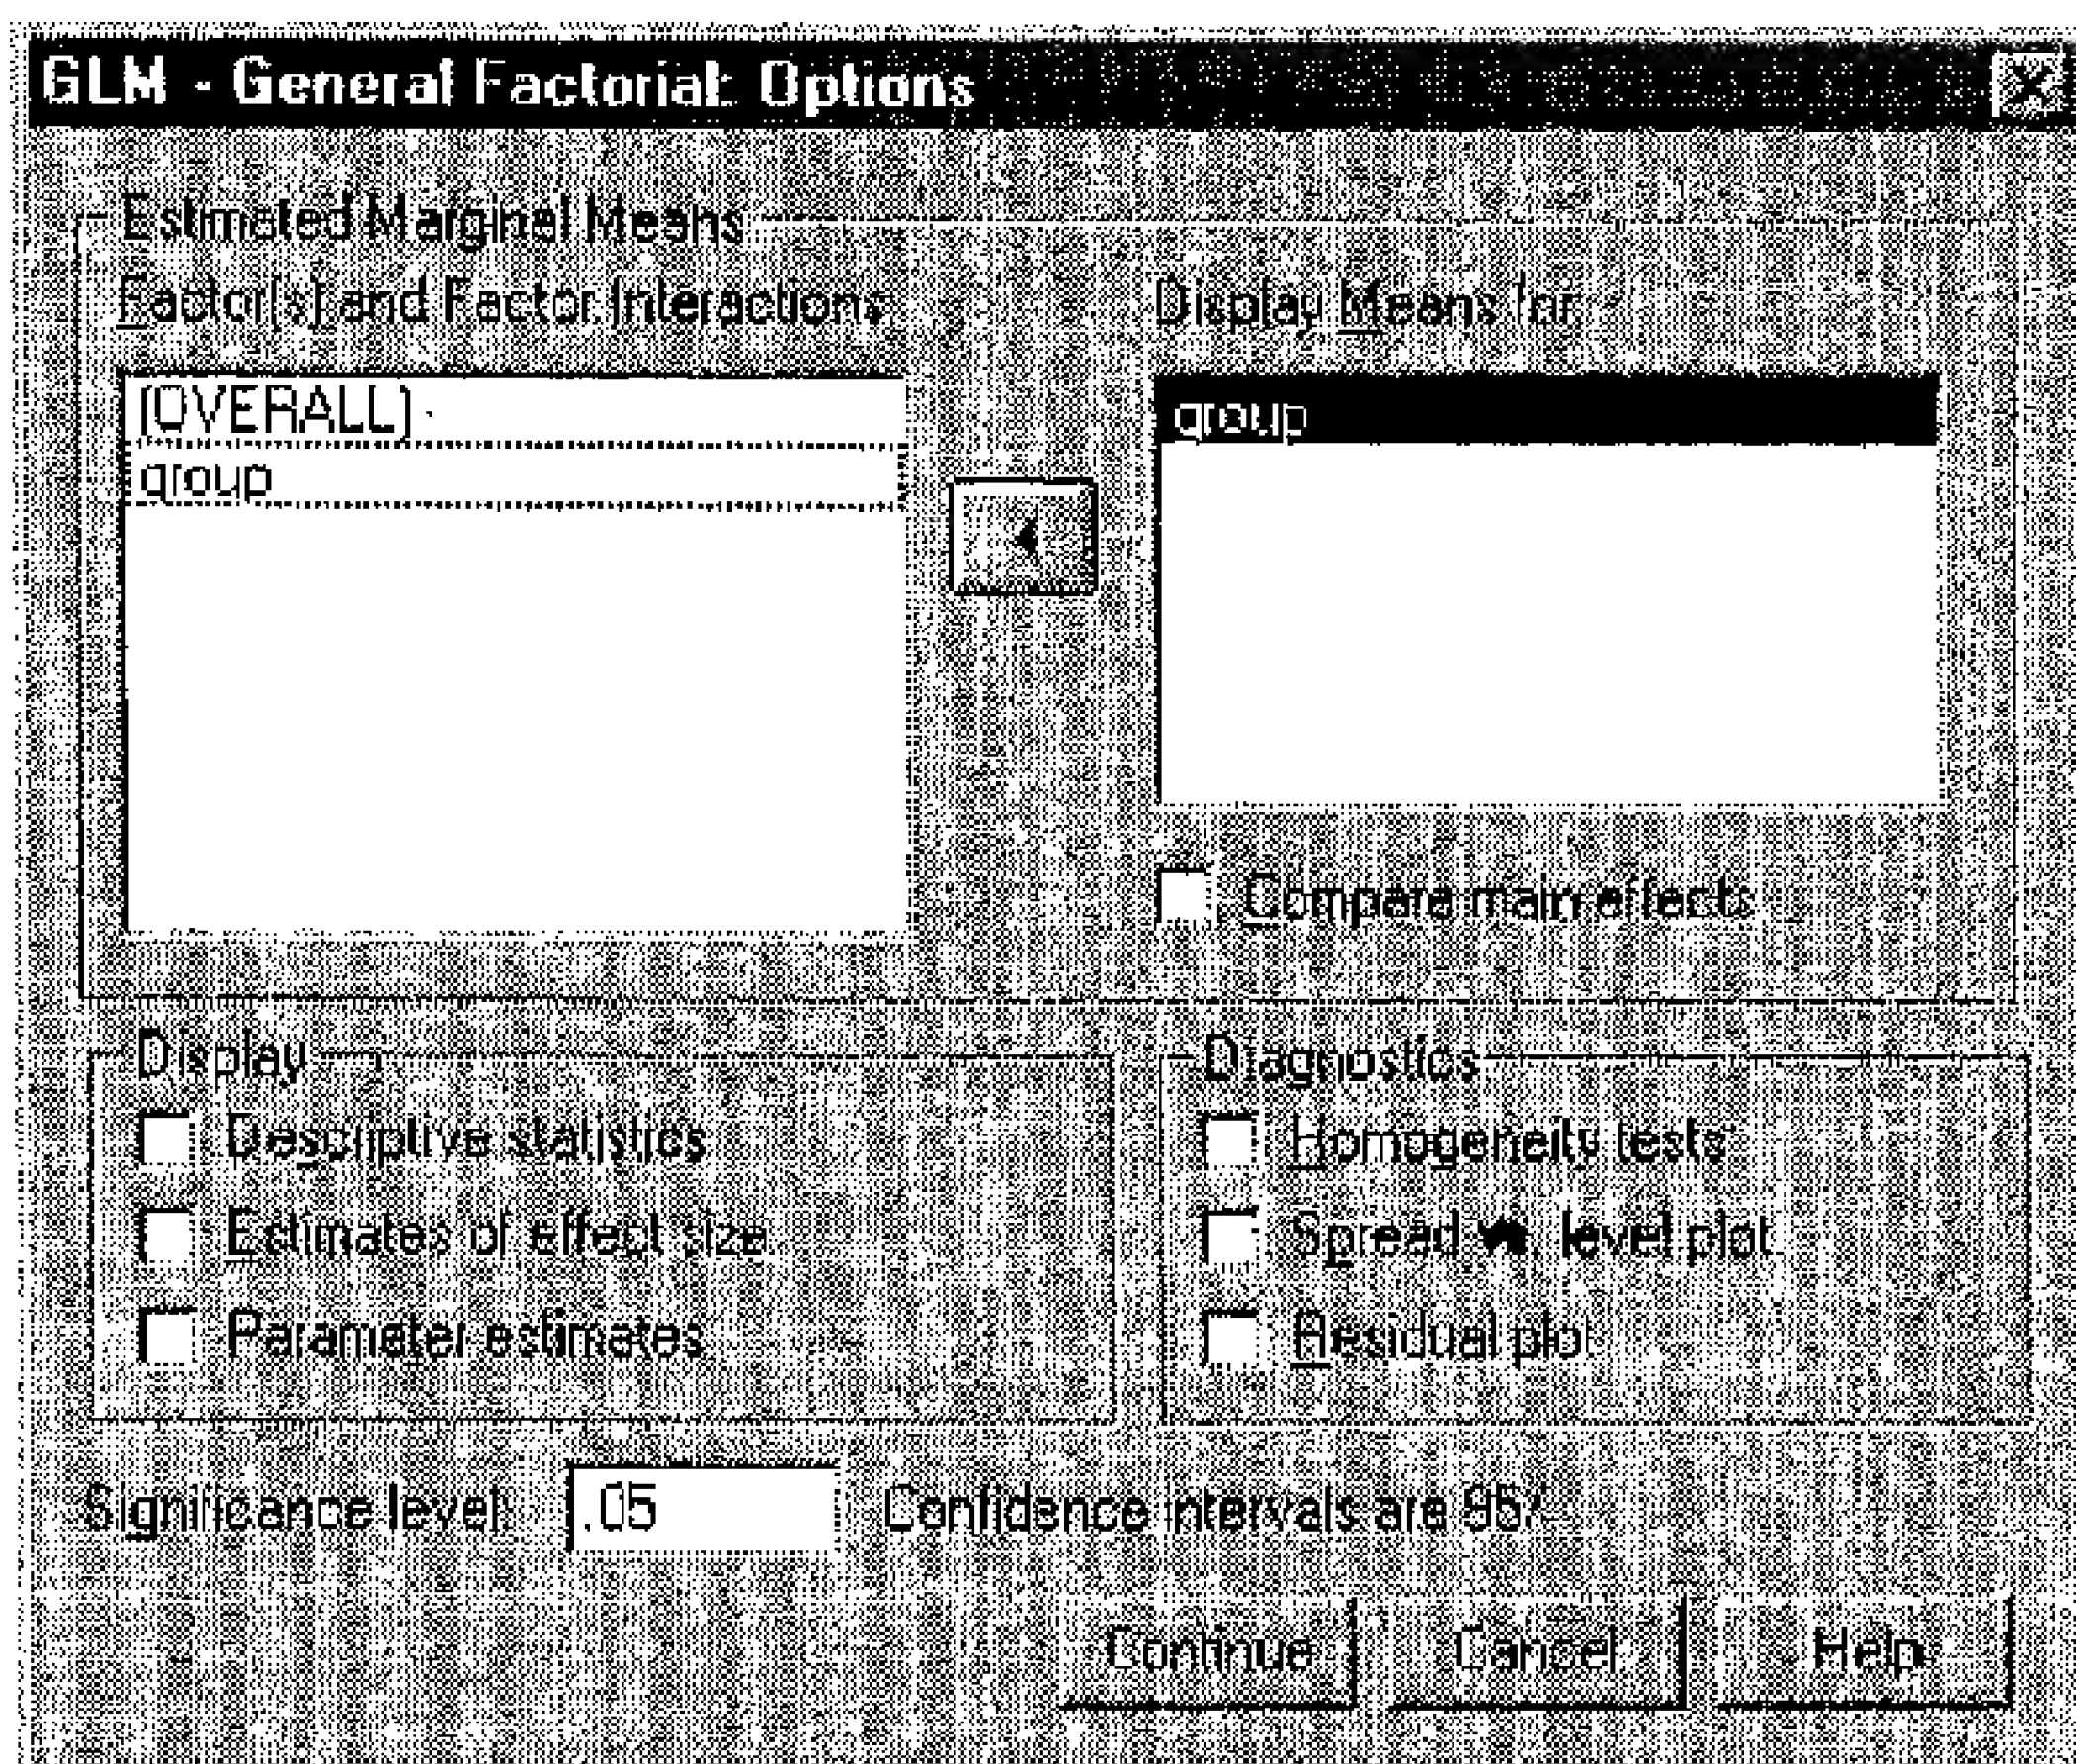 GLM - General Factorial: Options
Estimated Marginal Means
Factor(s) and Factor Interactions
Display Means for
(OVERALL)
group
group
Compare main effects
Display
Diagnostics
Descriptive statistics
Homogeneity tests
Estimates of effect size
Spread vs. level plot
Parameter estimates
Residual plot
Significance level: .05 Confidence intervals are 95%
Continue Cancel Help